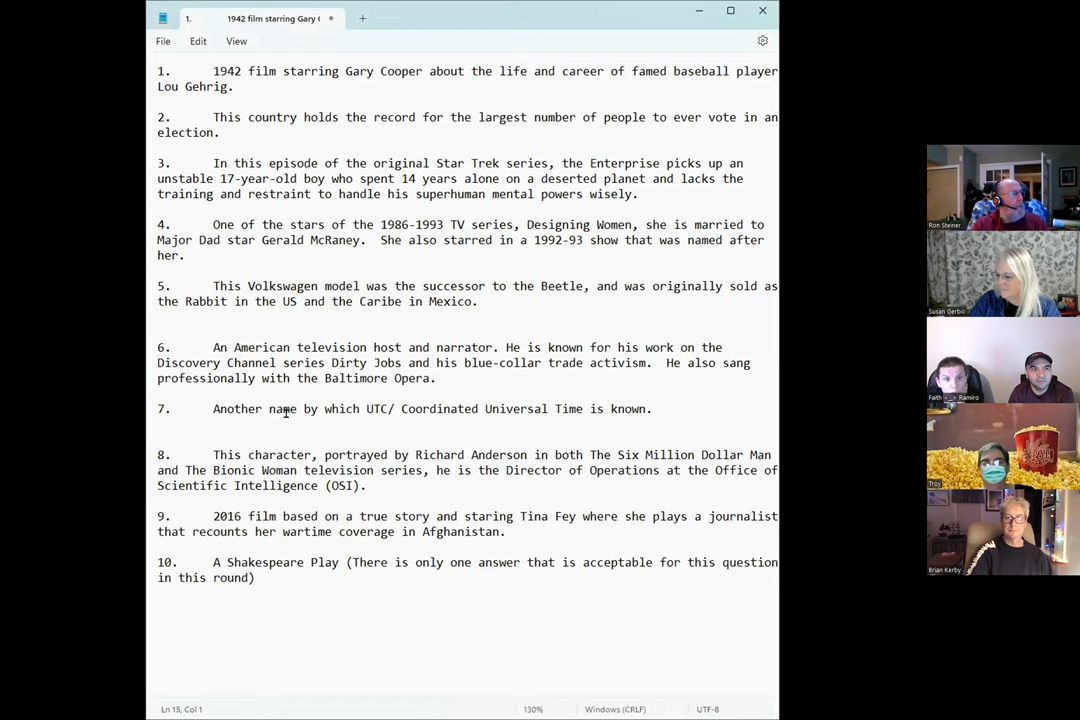 1. 1942 film starring Gary (
File Edit View
1. 1942 film starring Gary Cooper about the life and career of famed baseball player
Lou Gehrig.
2. This country holds the record for the largest number of people to ever vote in an
election.
3. In this episode of the original Star Trek series, the Enterprise picks up an
unstable 17-year-old boy who spent 14 years alone on a deserted planet and lacks the
training and restraint to handle his superhuman mental powers wisely.
4. One of the stars of the 1986-1993 TV series, Designing Women, she is married to
Major Dad star Gerald McRaney. She also starred in a 1992-93 show that was named after
her.
5. This Volkswagen model was the successor to the Beetle, and was originally sold as
the Rabbit in the US and the Caribe in Mexico.
6. An American television host and narrator. He is known for his work on the
Discovery Channel series Dirty Jobs and his blue-collar trade activism. He also sang
professionally with the Baltimore Opera.
7. Another name by which UTC/ Coordinated Universal Time is known.
8. This character, portrayed by Richard Anderson in both The Six Million Dollar Man
and The Bionic Woman television series, he is the Director of Operations at the Office of
Scientific Intelligence (OSI).
9. 2016 film based on a true story and staring Tina Fey where she plays a journalist
that recounts her wartime coverage in Afghanistan.
10. A Shakespeare Play (There is only one answer that is acceptable for this question
in this round)
Ln 15, Col 1 130% Windows (CRLF) UTF-8
Ron Steiner
Susan Gerbic
Faith <__> Ramiro
Troy
Brian Kerby